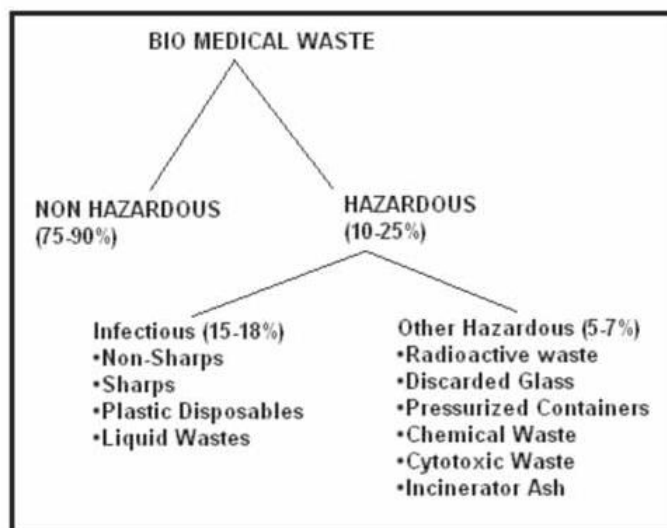 BIO MEDICAL WASTE
NON HAZARDOUS
(75-90%)
HAZARDOUS
(10-25%)
Infectious (15-18%)
•Non-Sharps
•Sharps
•Plastic Disposables
•Liquid Wastes
Other Hazardous (5-7%)
•Radioactive waste
•Discarded Glass
•Pressurized Containers
•Chemical Waste
•Cytotoxic Waste
•Incinerator Ash